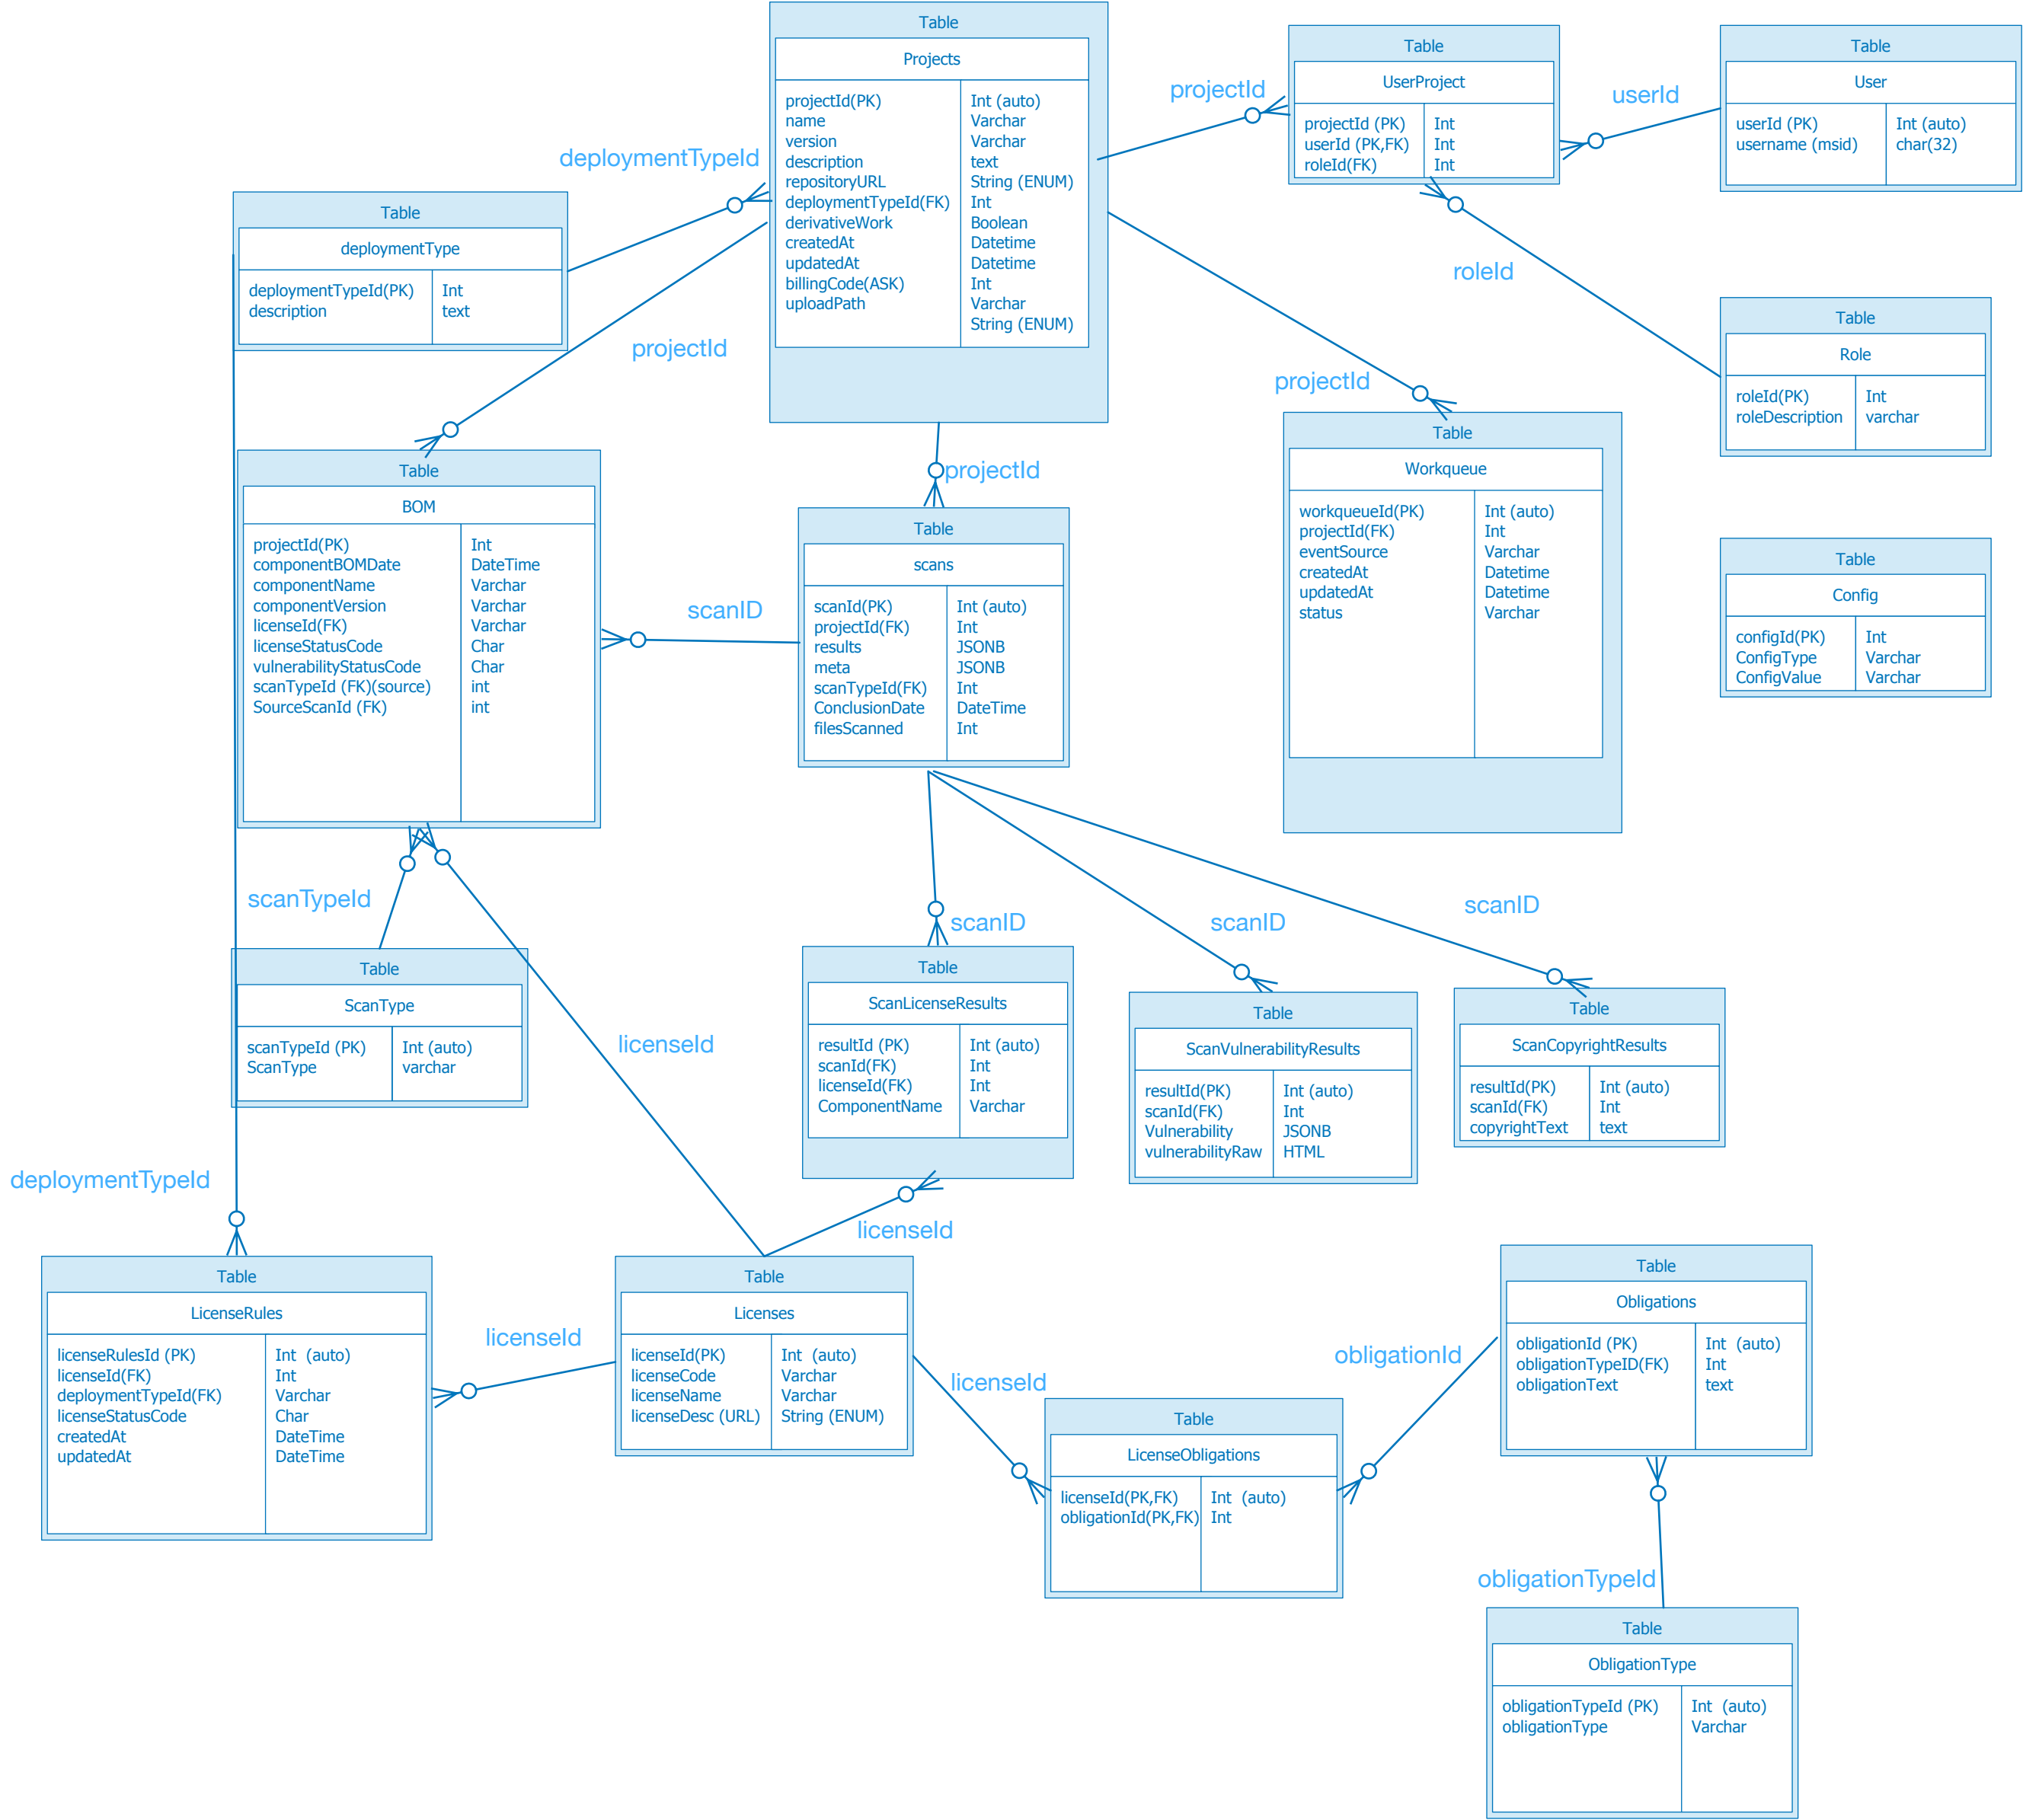 Table
Projects
projectId(PK) Int (auto)
name Varchar
version Varchar
description text
repositoryURL String (ENUM)
deploymentTypeId(FK) Int
derivativeWork Boolean
createdAt Datetime
updatedAt Datetime
billingCode(ASK) Int
uploadPath Varchar
String (ENUM)
projectId
Table
UserProject
projectId (PK) Int
userId (PK,FK) Int
roleId(FK) Int
userId
Table
User
userId (PK) Int (auto)
username (msid) char(32)
deploymentTypeId
Table
deploymentType
deploymentTypeId(PK) Int
description text
projectId
roleId
Table
Role
roleId(PK) Int
roleDescription varchar
projectId
projectId
Table
BOM
projectId(PK) Int
componentBOMDate DateTime
componentName Varchar
componentVersion Varchar
licenseId(FK) Varchar
licenseStatusCode Char
vulnerabilityStatusCode Char
scanTypeId (FK)(source) int
SourceScanId (FK) int
scanID
Table
scans
scanId(PK) Int (auto)
projectId(FK) Int
results JSONB
meta JSONB
scanTypeId(FK) Int
ConclusionDate DateTime
filesScanned Int
Table
Workqueue
workqueueId(PK) Int (auto)
projectId(FK) Int
eventSource Varchar
createdAt Datetime
updatedAt Datetime
status Varchar
Table
Config
configId(PK) Int
ConfigType Varchar
ConfigValue Varchar
scanTypeId
scanID
scanID
scanID
Table
ScanType
scanTypeId (PK) Int (auto)
ScanType varchar
licenseId
Table
ScanLicenseResults
resultId (PK) Int (auto)
scanId(FK) Int
licenseId(FK) Int
ComponentName Varchar
Table
ScanVulnerabilityResults
resultId(PK) Int (auto)
scanId(FK) Int
Vulnerability JSONB
vulnerabilityRaw HTML
Table
ScanCopyrightResults
resultId(PK) Int (auto)
scanId(FK) Int
copyrightText text
deploymentTypeId
licenseId
Table
LicenseRules
licenseRulesId (PK) Int (auto)
licenseId(FK) Int
deploymentTypeId(FK) Varchar
licenseStatusCode Char
createdAt DateTime
updatedAt DateTime
licenseId
Table
Licenses
licenseId(PK) Int (auto)
licenseCode Varchar
licenseName Varchar
licenseDesc (URL) String (ENUM)
licenseId
Table
LicenseObligations
licenseId(PK,FK) Int (auto)
obligationId(PK,FK) Int
obligationId
Table
Obligations
obligationId (PK) Int (auto)
obligationTypeID(FK) Int
obligationText text
obligationTypeId
Table
ObligationType
obligationTypeId (PK) Int (auto)
obligationType Varchar